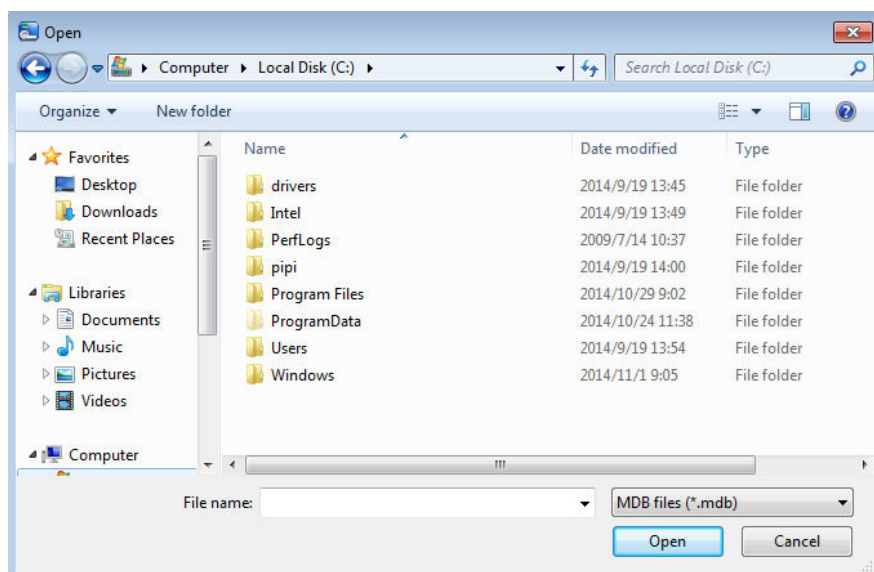 Open
Computer Local Disk (C:) Search Local Disk (C:)
Organize New folder
Name Date modified Type
Favorites
Desktop drivers 2014/9/19 13:45 File folder
Downloads Intel 2014/9/19 13:49 File folder
Recent Places PerfLogs 2009/7/14 10:37 File folder
pipi 2014/9/19 14:00 File folder
Libraries Program Files 2014/10/29 9:02 File folder
Documents ProgramData 2014/10/24 11:38 File folder
Music Users 2014/9/19 13:54 File folder
Pictures Windows 2014/11/1 9:05 File folder
Videos
Computer
File name: MDB files (*.mdb)
Open Cancel